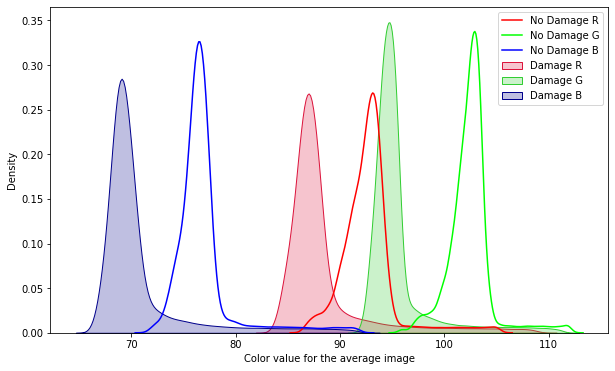 0.35
0.30
0.25
0.20
0.15
0.10
0.05
0.00
Density
70
80
90
100
110
Color value for the average image
No Damage R
No Damage G
No Damage B
Damage R
Damage G
Damage B